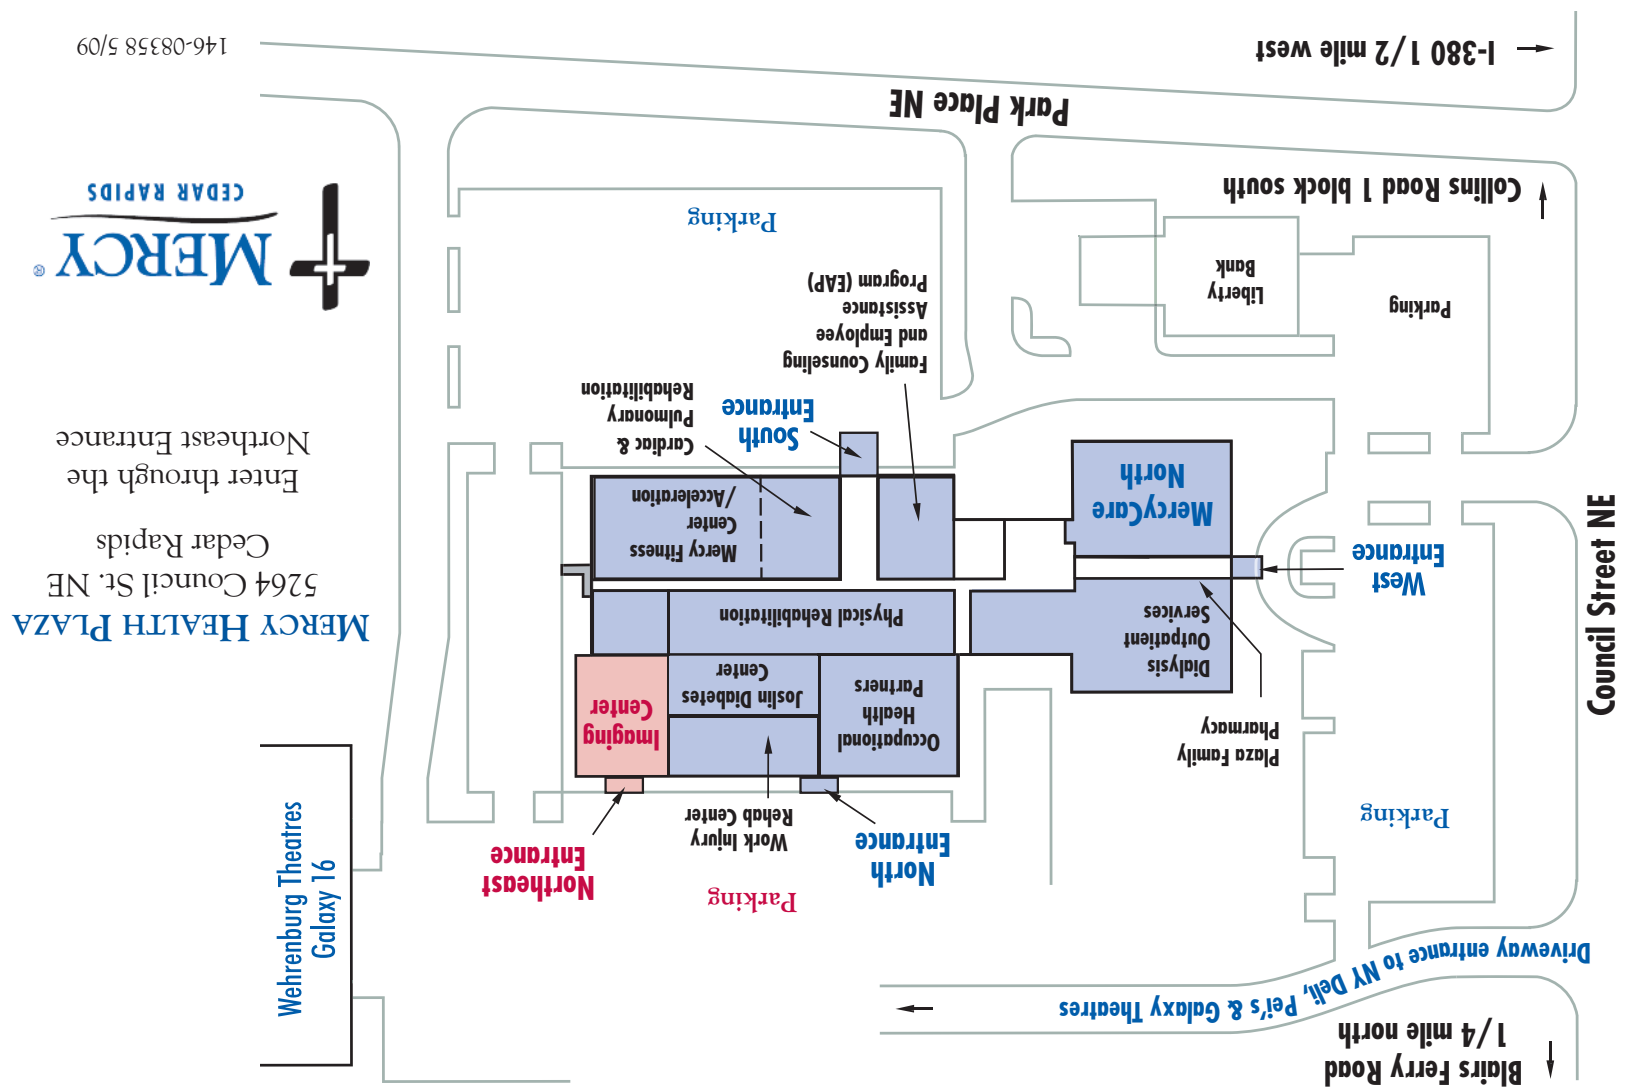 Blairs Ferry Road
1/4 mile north
Driveway entrance to NY Deli, Pei's & Galaxy Theatres
Wehrenburg Theatres
Galaxy 16
Parking
North
Entrance
Northeast
Entrance
Parking
Work Injury
Rehab Center
Plaza Family
Pharmacy
Occupational
Health
Partners
Imaging
Center
Joslin Diabetes
Center
Dialysis
Outpatient
Services
Physical Rehabilitation
West
Entrance
Council Street NE
MercyCare
North
Mercy Fitness
Center
/Acceleration
South
Entrance
Cardiac &
Pulmonary
Rehabilitation
Family Counseling
and Employee
Assistance
Program (EAP)
Parking
Liberty
Bank
Parking
Collins Road 1 block south
Park Place NE
I-380 1/2 mile west
MERCY HEALTH PLAZA
5264 Council St. NE
Cedar Rapids
Enter through the
Northeast Entrance
MERCY®
CEDAR RAPIDS
146-08358 5/09